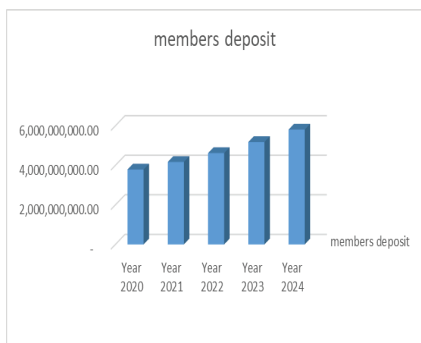 members deposit
6,000,000,000.00
4,000,000,000.00
2,000,000,000.00
-
members deposit
Year 2020
Year 2021
Year 2022
Year 2023
Year 2024